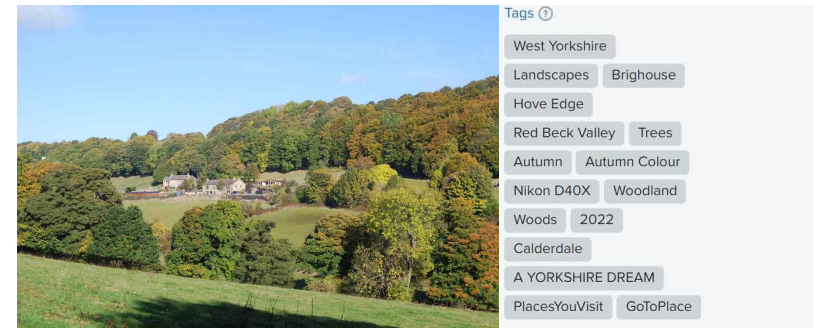 Tags ?
West Yorkshire
Landscapes Brighouse
Hove Edge
Red Beck Valley Trees
Autumn Autumn Colour
Nikon D40X Woodland
Woods 2022
Calderdale
A YORKSHIRE DREAM
PlacesYouVisit GoToPlace